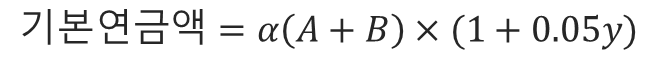 기본연금액 = α(A + B) × (1 + 0.05y)